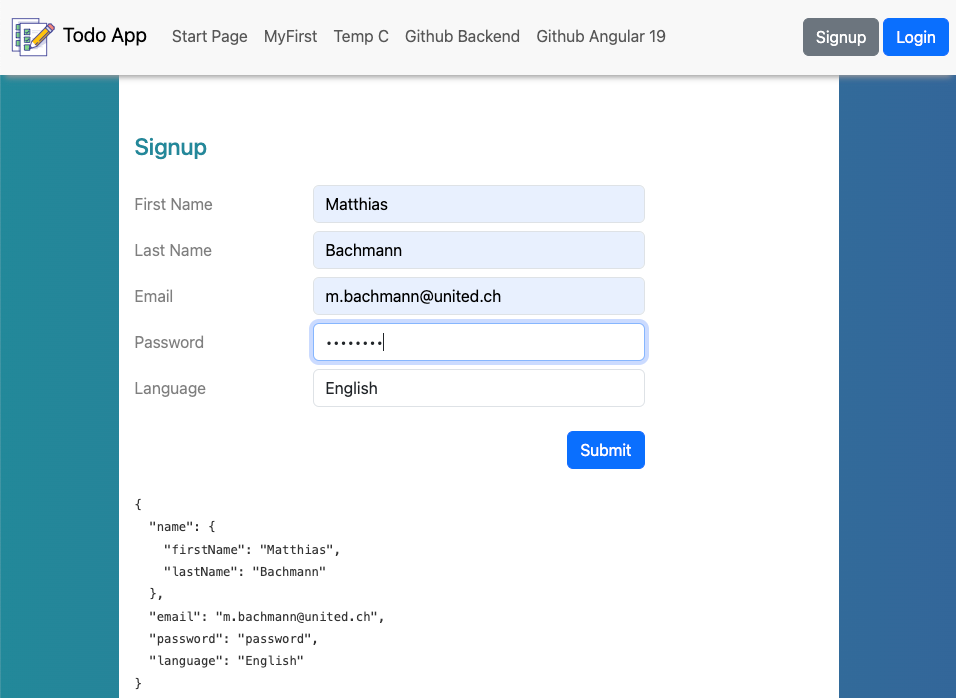 Todo App Start Page MyFirst Temp C Github Backend Github Angular 19 Signup Login
Signup
First Name Matthias
Last Name Bachmann
Email m.bachmann@united.ch
Password ••••••••
Language English
Submit
{
  "name": {
    "firstName": "Matthias",
    "lastName": "Bachmann"
  },
  "email": "m.bachmann@united.ch",
  "password": "password",
  "language": "English"
}